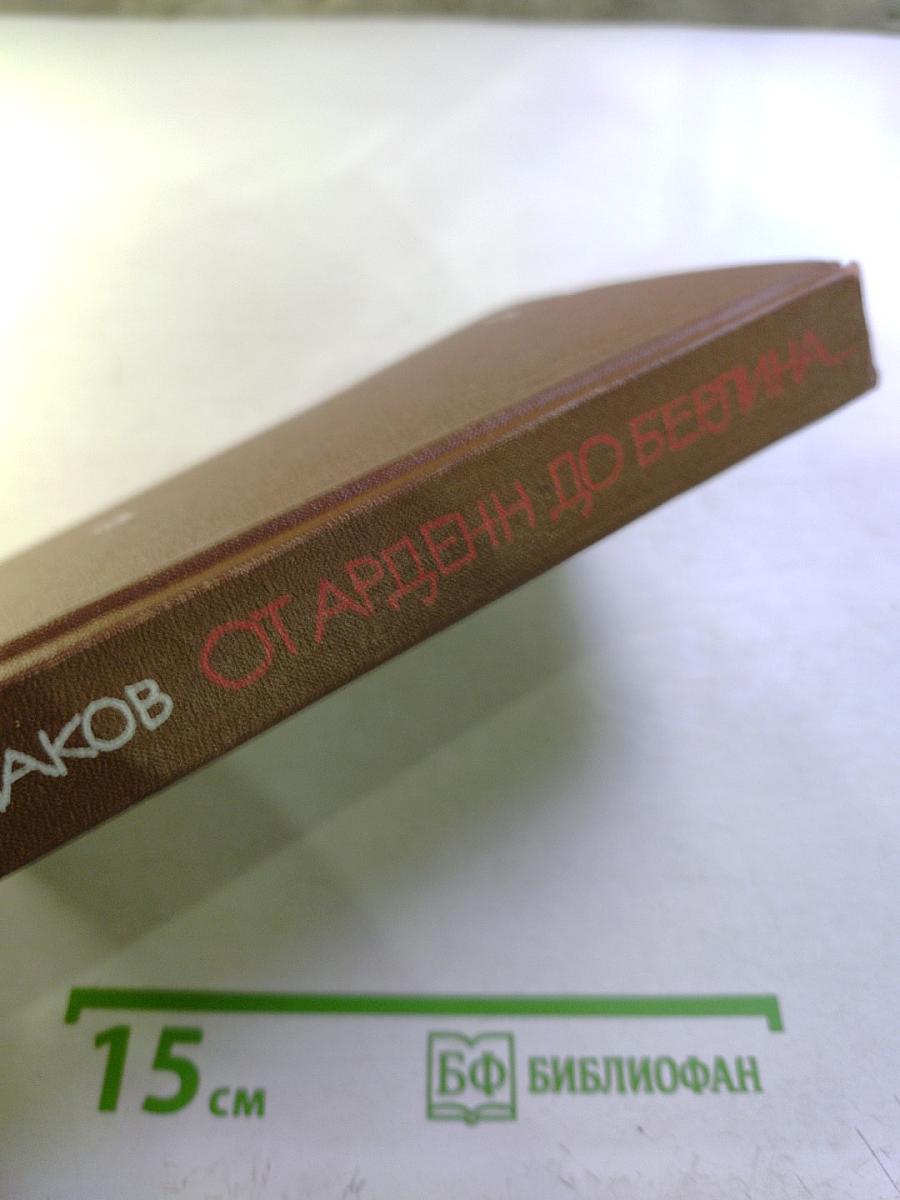 АКОВ ОТ АРДЕНН ДО БЕРЛИНА...
15 см
БФ БИБЛИОФАН